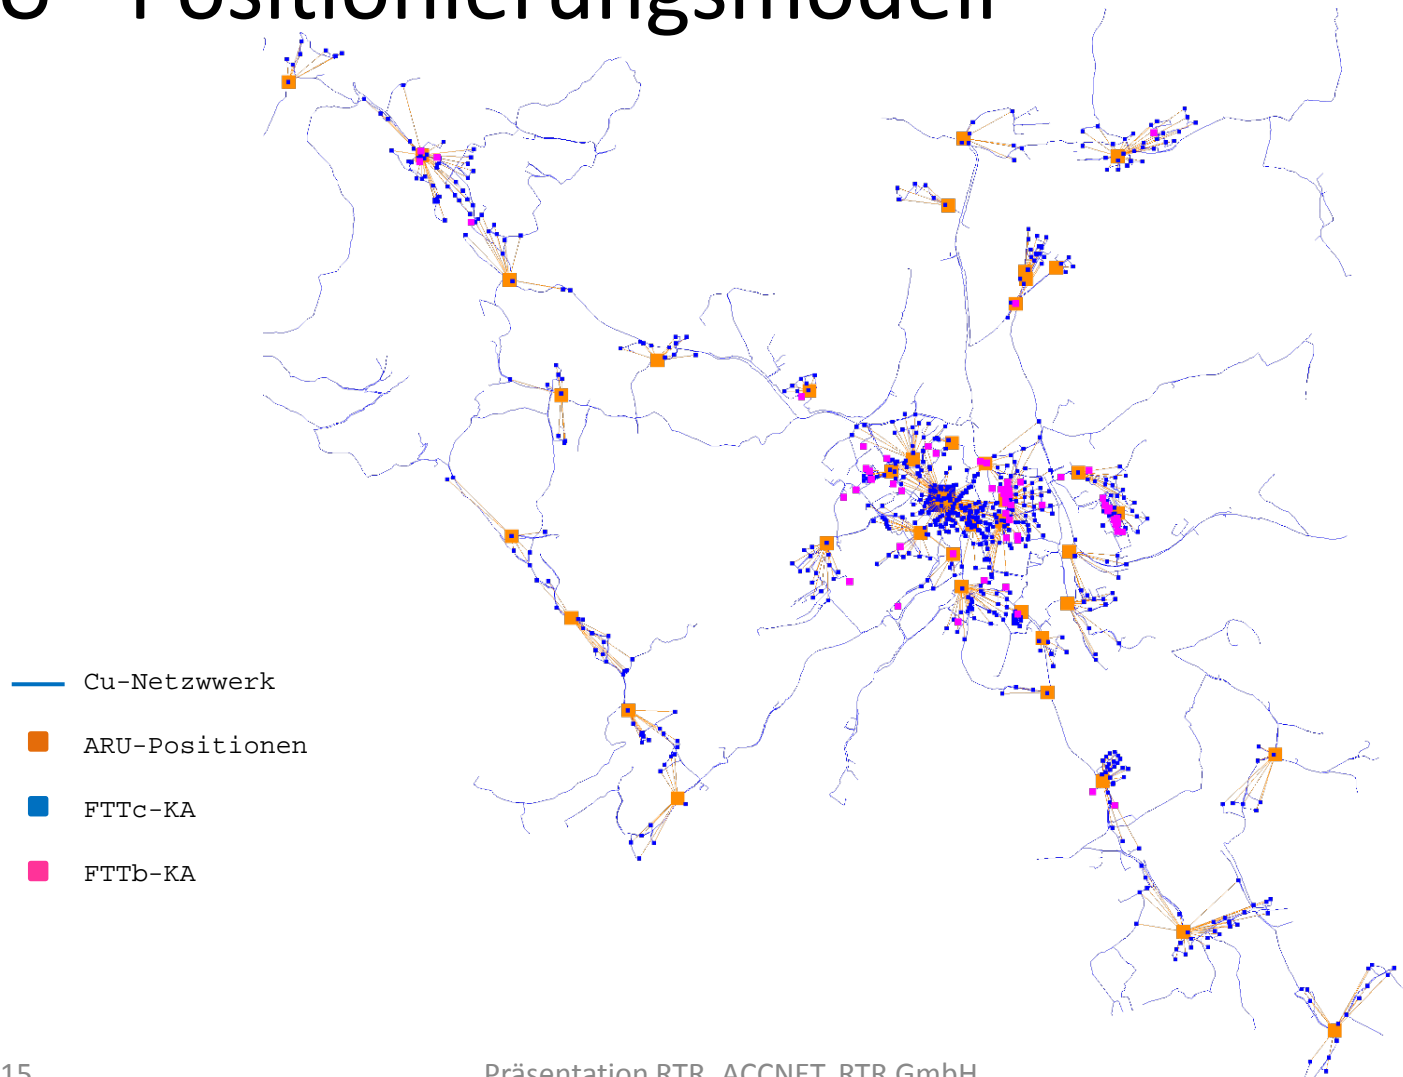 Positionierungsmodell
Cu-Netzwwerk
ARU-Positionen
FTTc-KA
FTTb-KA
15
Präsentation RTR, ACCNET, RTR GmbH